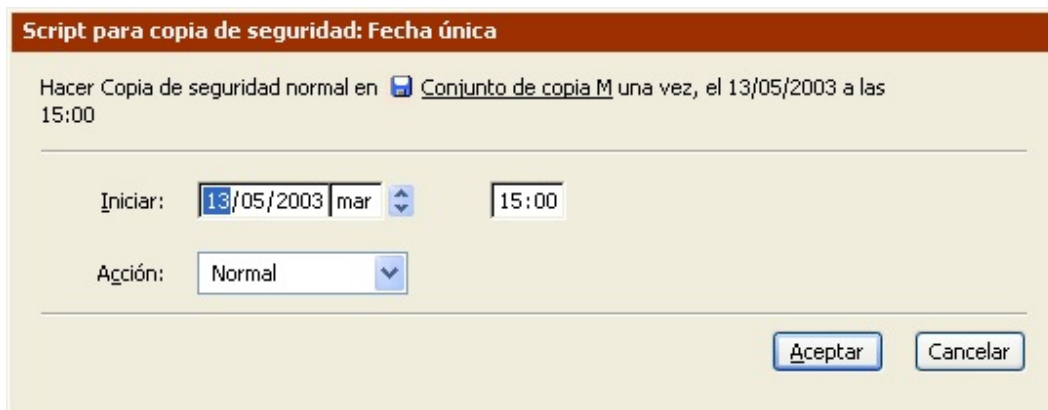 Script para copia de seguridad: Fecha única
Hacer Copia de seguridad normal en Conjunto de copia M una vez, el 13/05/2003 a las
15:00
Iniciar: 13/05/2003 mar 15:00
Acción: Normal
Aceptar Cancelar